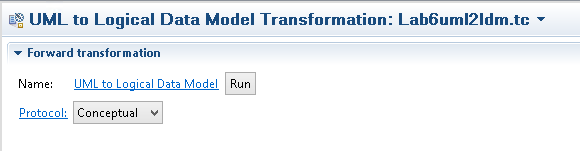 UML to Logical Data Model Transformation: Lab6uml2ldm.tc
Forward transformation
Name: UML to Logical Data Model Run
Protocol: Conceptual